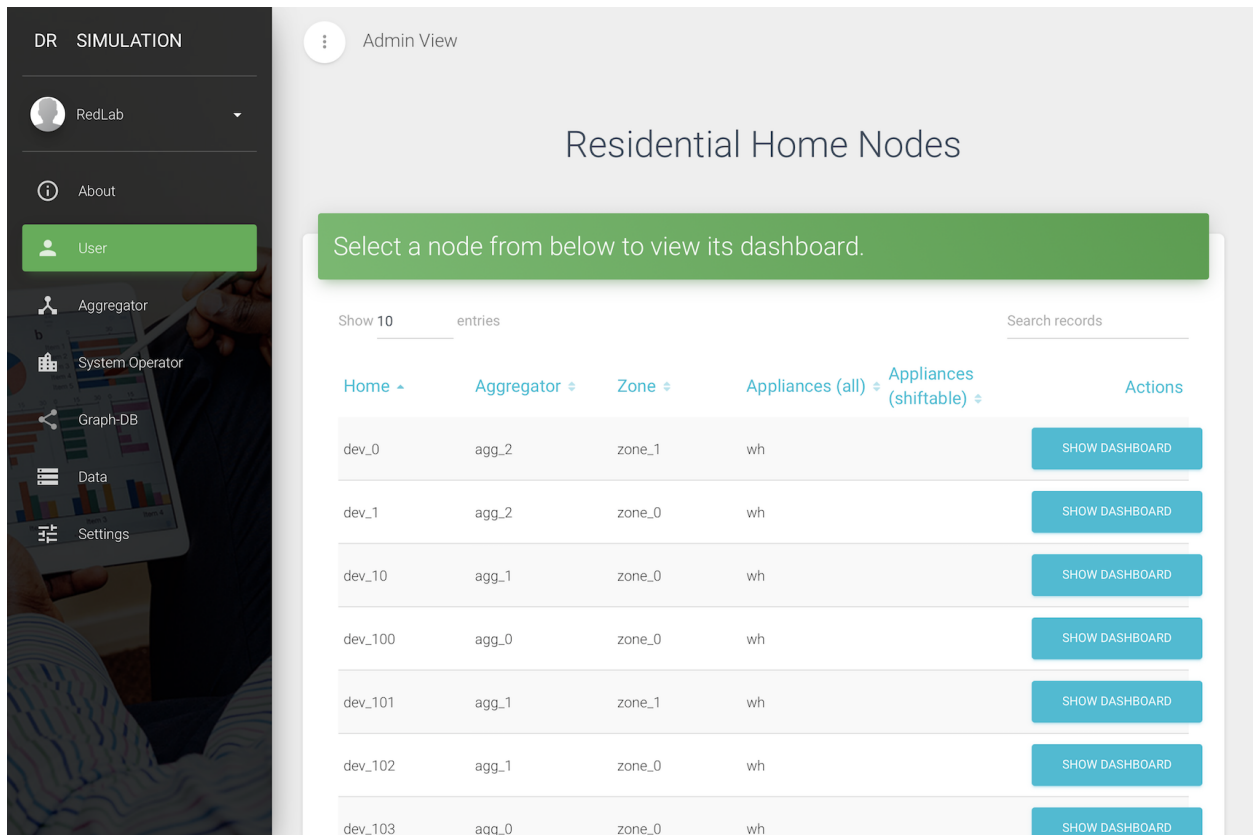 DR SIMULATION
RedLab
About
User
Aggregator
System Operator
Graph-DB
Data
Settings
Admin View
Residential Home Nodes
Select a node from below to view its dashboard.
Show 10 entries
Search records
Home Aggregator Zone Appliances (all) Appliances (shiftable) Actions
dev_0 agg_2 zone_1 wh SHOW DASHBOARD
dev_1 agg_2 zone_0 wh SHOW DASHBOARD
dev_10 agg_1 zone_0 wh SHOW DASHBOARD
dev_100 agg_0 zone_0 wh SHOW DASHBOARD
dev_101 agg_1 zone_1 wh SHOW DASHBOARD
dev_102 agg_1 zone_0 wh SHOW DASHBOARD
dev_103 agg_0 zone_0 wh SHOW DASHBOARD